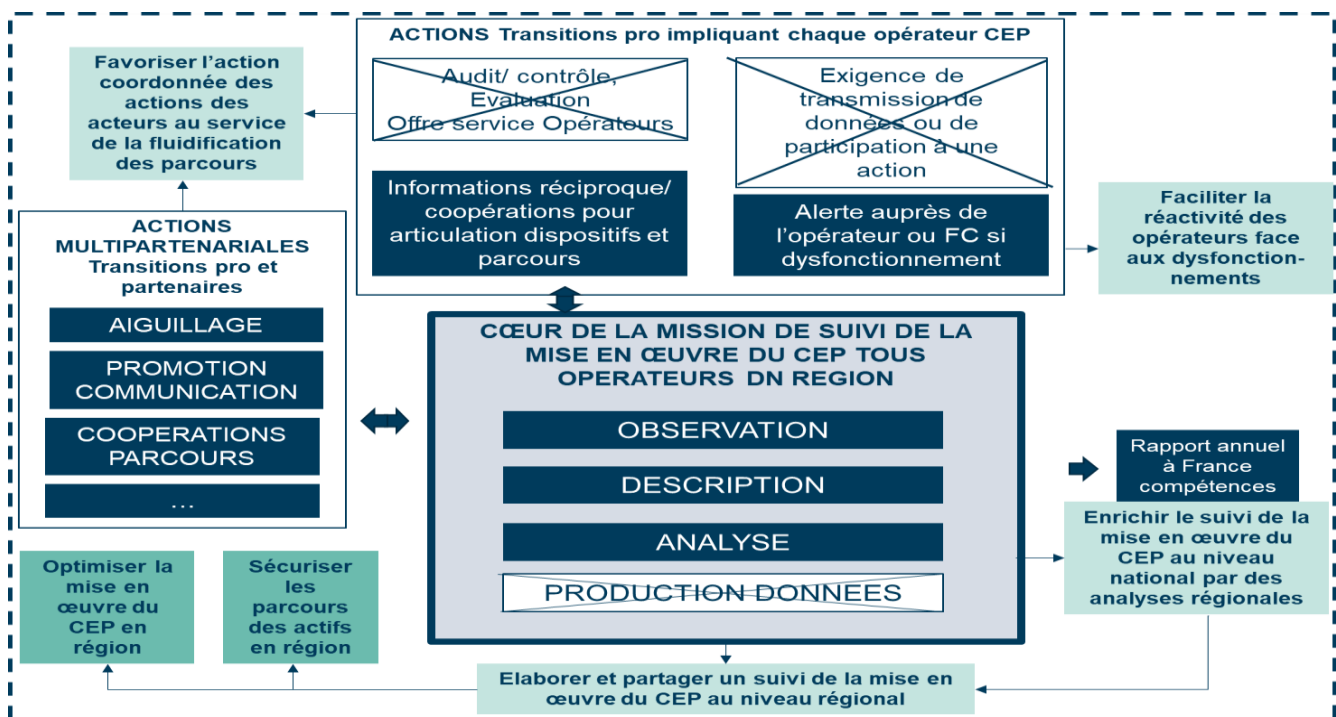 ACTIONS Transitions pro impliquant chaque opérateur CEP
Favoriser l'action
coordonnée des
actions des
acteurs au service
de la fluidification
des parcours
Audit/ contrôle,
Evaluation
Offre service Opérateurs
Exigence de
transmission de
données ou de
participation à une
action
Informations réciproque/
coopérations pour
articulation dispositifs et
parcours
Alerte auprès de
l'opérateur ou FC si
dysfonctionnement
Faciliter la
réactivité des
opérateurs face
aux dysfonction-
nements
ACTIONS
MULTIPARTENARIALES
Transitions pro et
partenaires
AIGUILLAGE
PROMOTION
COMMUNICATION
COOPERATIONS
PARCOURS
...
CŒUR DE LA MISSION DE SUIVI DE LA
MISE EN ŒUVRE DU CEP TOUS
OPERATEURS DN REGION
OBSERVATION
DESCRIPTION
ANALYSE
PRODUCTION DONNEES
Rapport annuel
à France
compétences
Enrichir le suivi de la
mise en œuvre du
CEP au niveau
national par des
analyses régionales
Optimiser la
mise en
œuvre du
CEP en
région
Sécuriser
les
parcours
des actifs
en région
Elaborer et partager un suivi de la mise en
œuvre du CEP au niveau régional